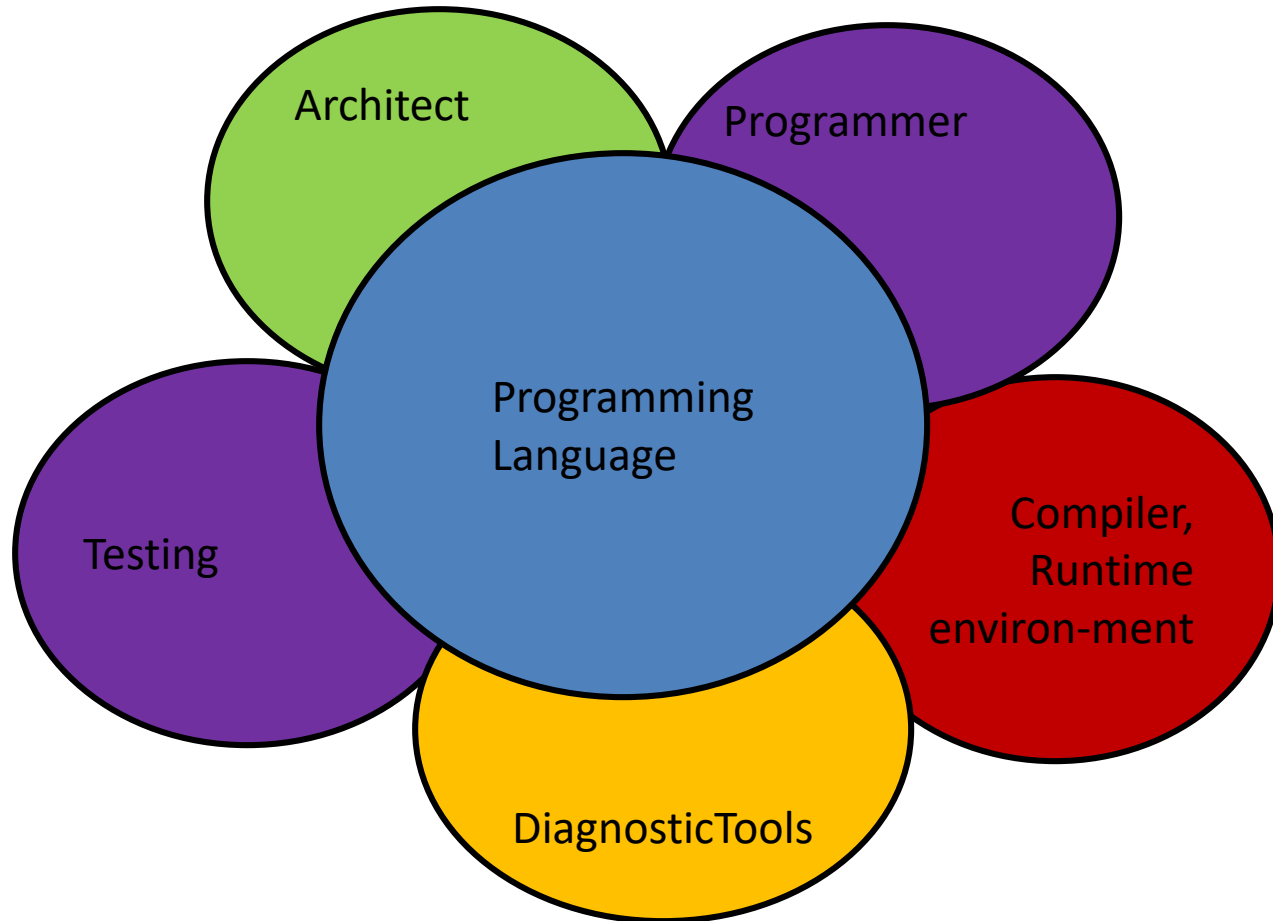 Architect
Programmer
Programming
Language
Testing
Compiler,
Runtime
environ-ment
DiagnosticTools